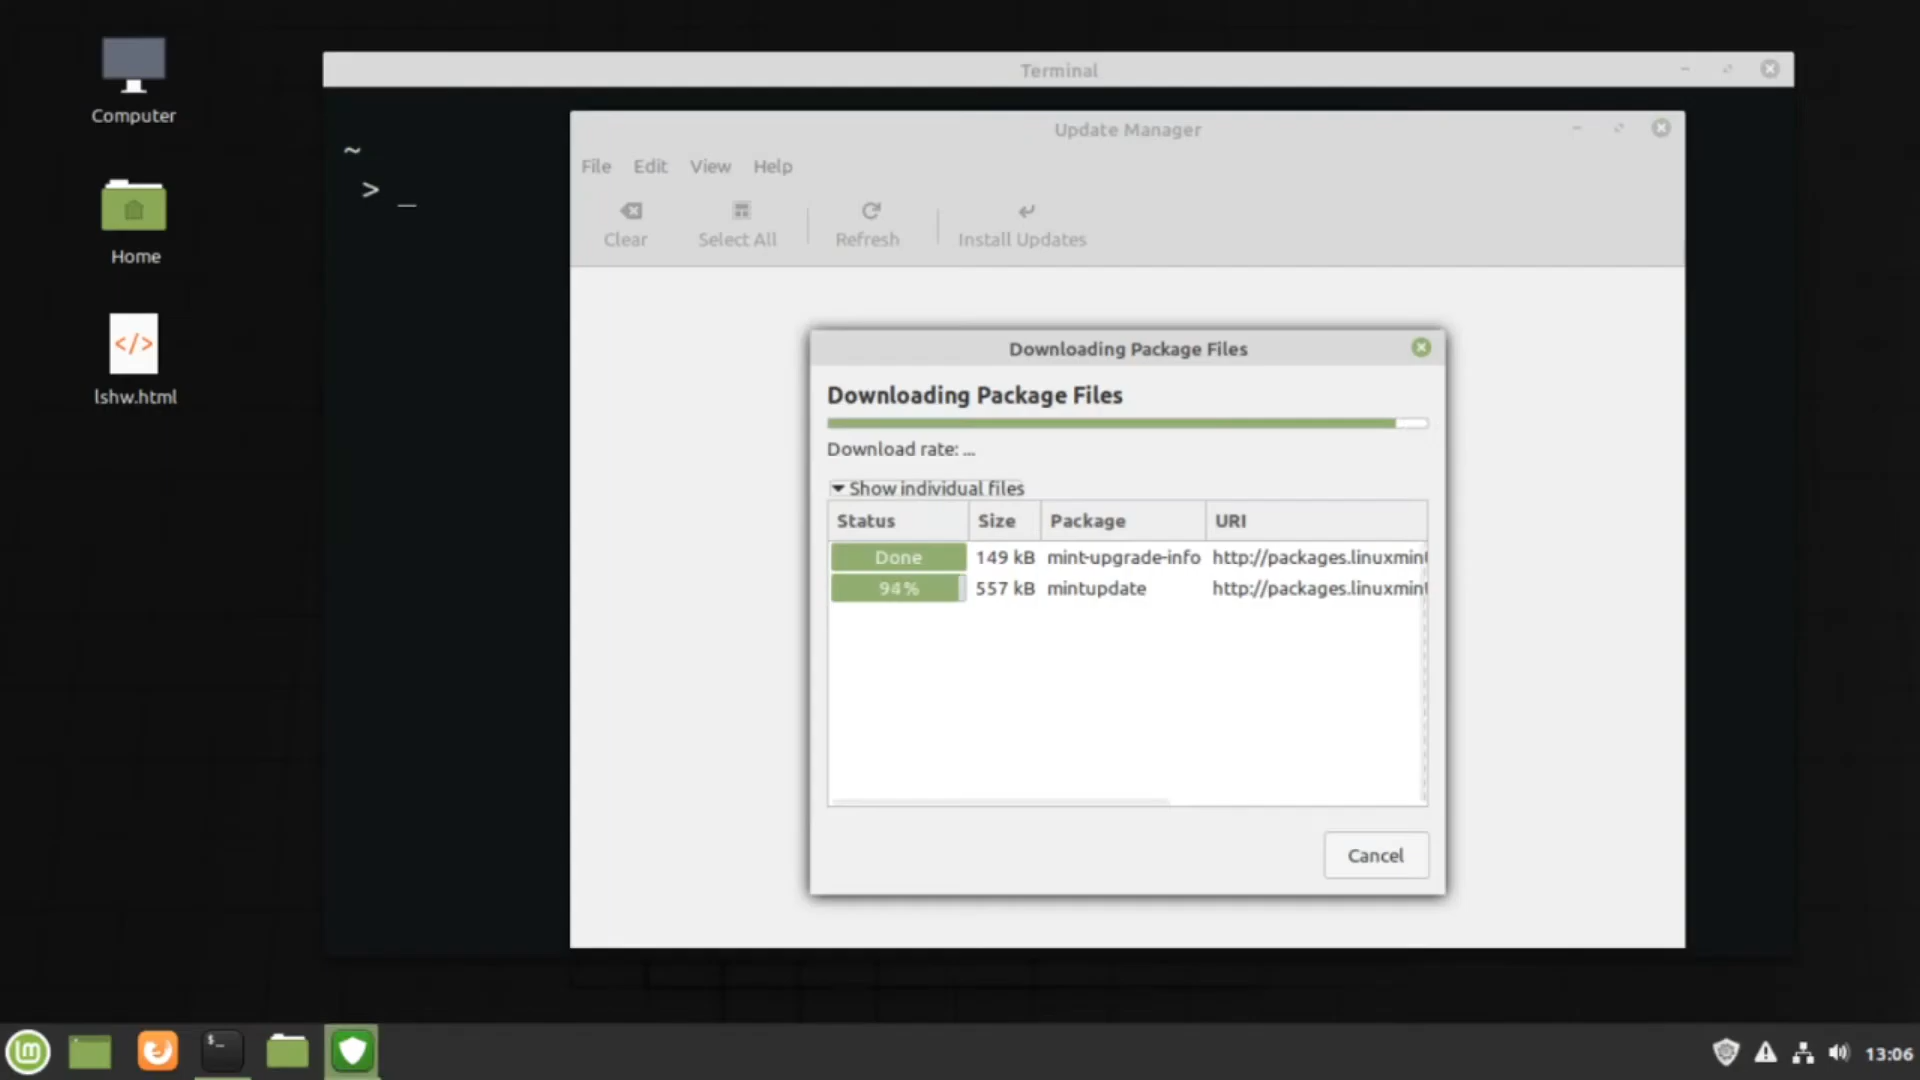 Computer
Home
lshw.html
Terminal
~
> _
Update Manager
File Edit View Help
Clear Select All Refresh Install Updates
Downloading Package Files
Downloading Package Files
Download rate: ...
Show individual files
Status Size Package URI
Done 149 kB mint-upgrade-info http://packages.linuxmint
94% 557 kB mintupdate http://packages.linuxmint
Cancel
$_
13:06